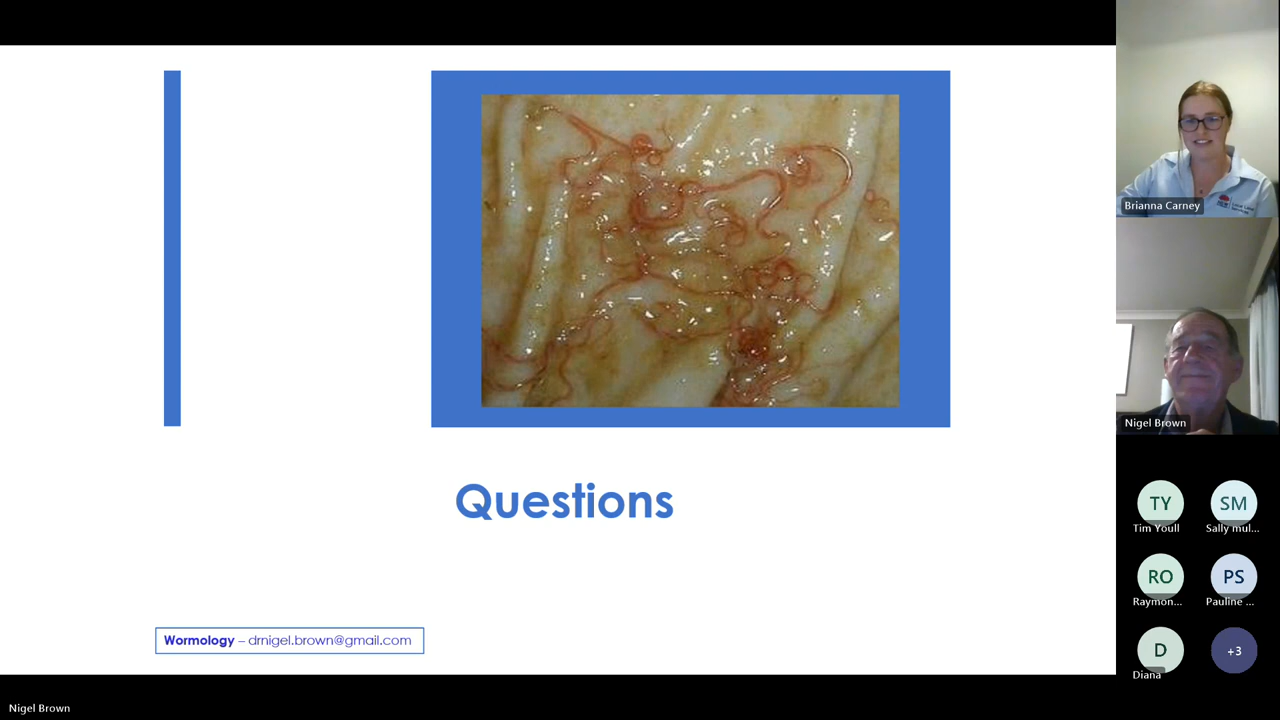 Questions
Wormology – drnigel.brown@gmail.com
Brianna Carney
Nigel Brown
TY
Tim Youll
SM
Sally mul...
RO
Raymon...
PS
Pauline ...
D
Diana
+3
Nigel Brown